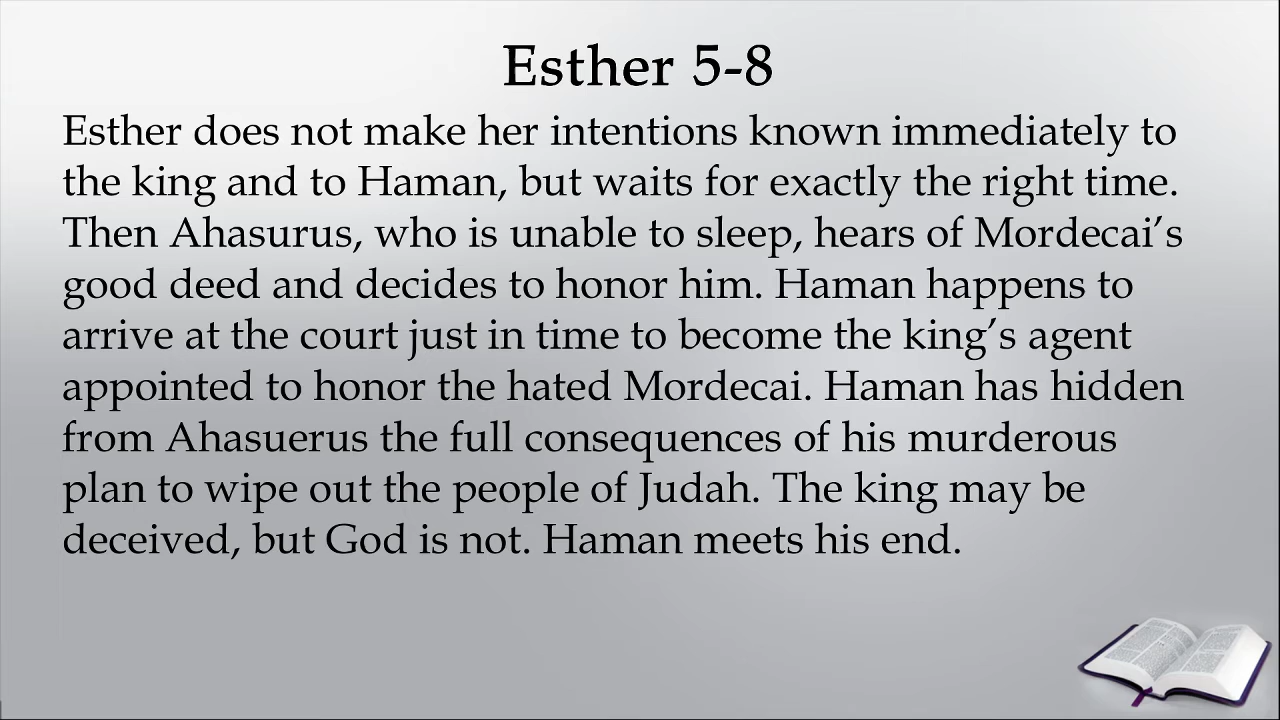 Esther 5-8
Esther does not make her intentions known immediately to
the king and to Haman, but waits for exactly the right time.
Then Ahasurus, who is unable to sleep, hears of Mordecai’s
good deed and decides to honor him. Haman happens to
arrive at the court just in time to become the king’s agent
appointed to honor the hated Mordecai. Haman has hidden
from Ahasuerus the full consequences of his murderous
plan to wipe out the people of Judah. The king may be
deceived, but God is not. Haman meets his end.